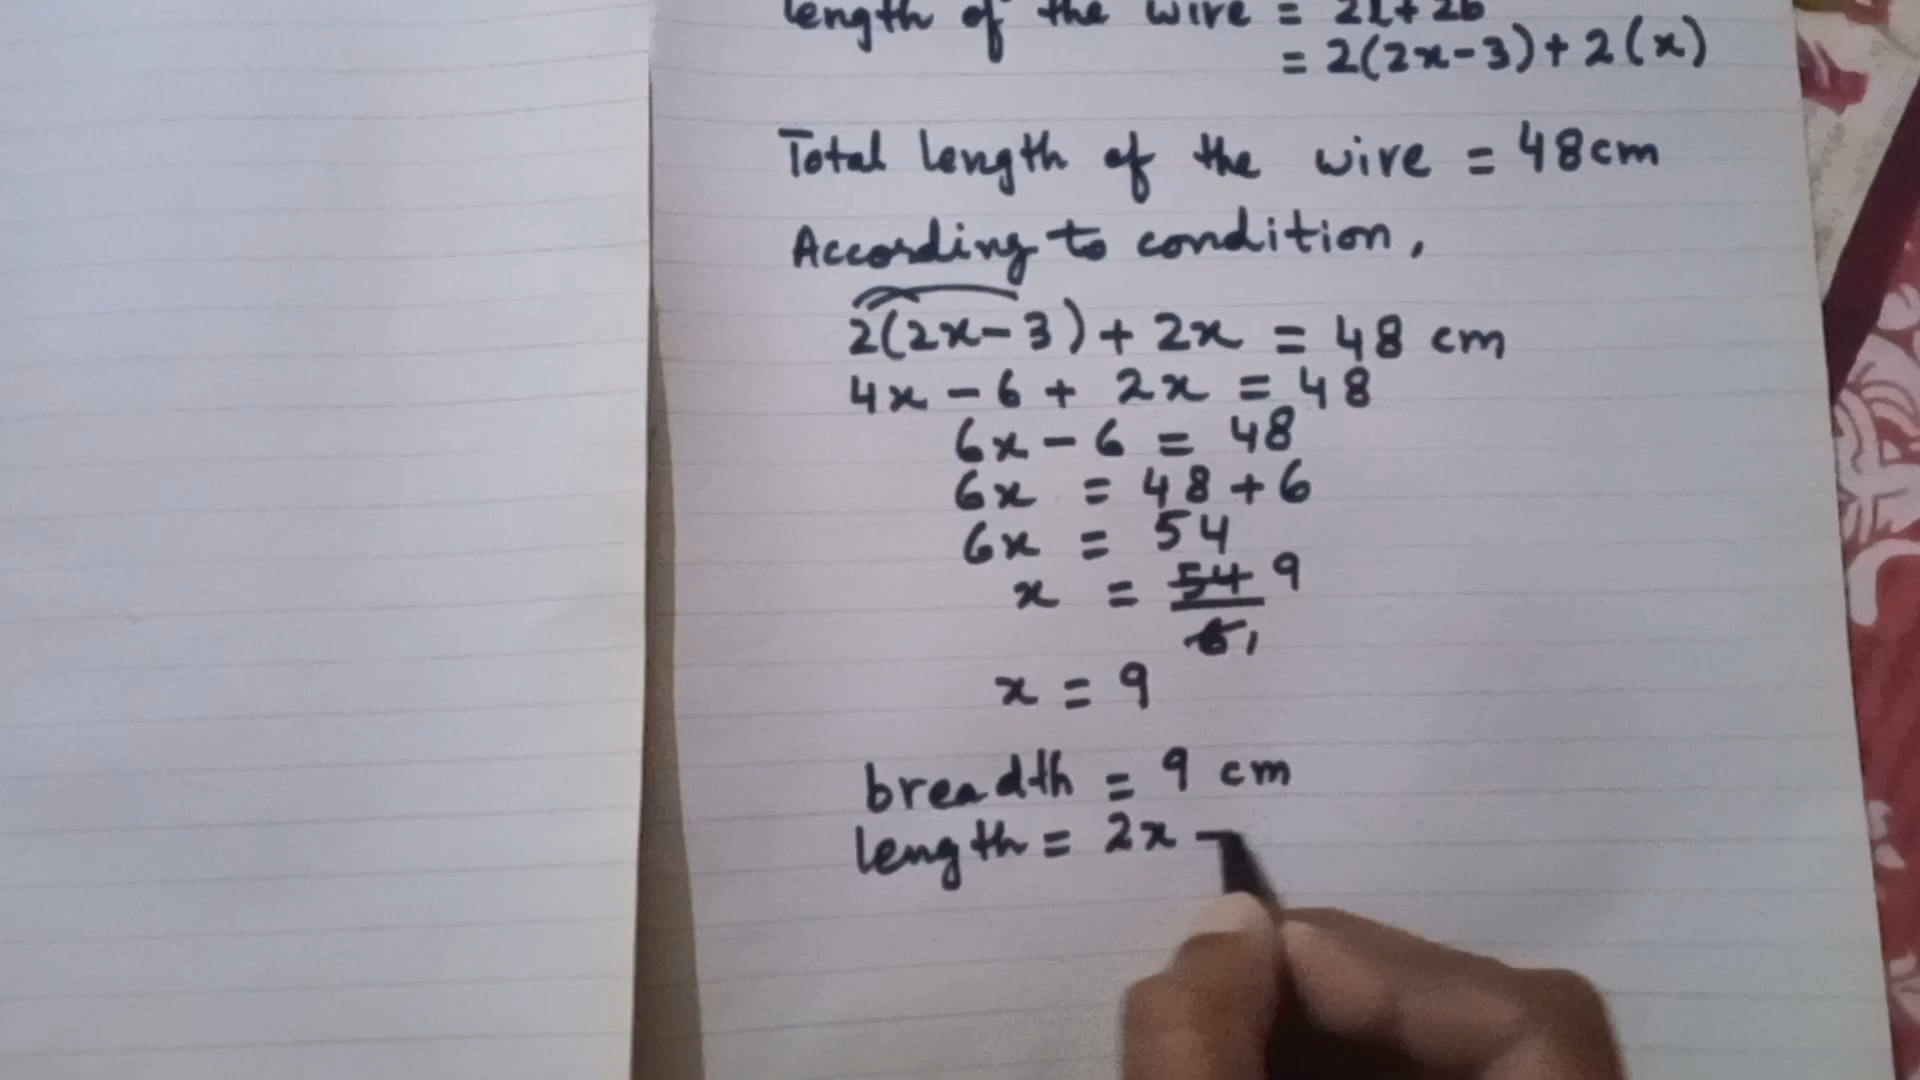 length of the wire = 2l + 2b
= 2(2x-3) + 2(x)
Total length of the wire = 48cm
According to condition,
2(2x-3) + 2x = 48 cm
4x - 6 + 2x = 48
6x - 6 = 48
6x = 48 + 6
6x = 54
x = 54/6 9 1
x = 9
breadth = 9 cm
length = 2x -